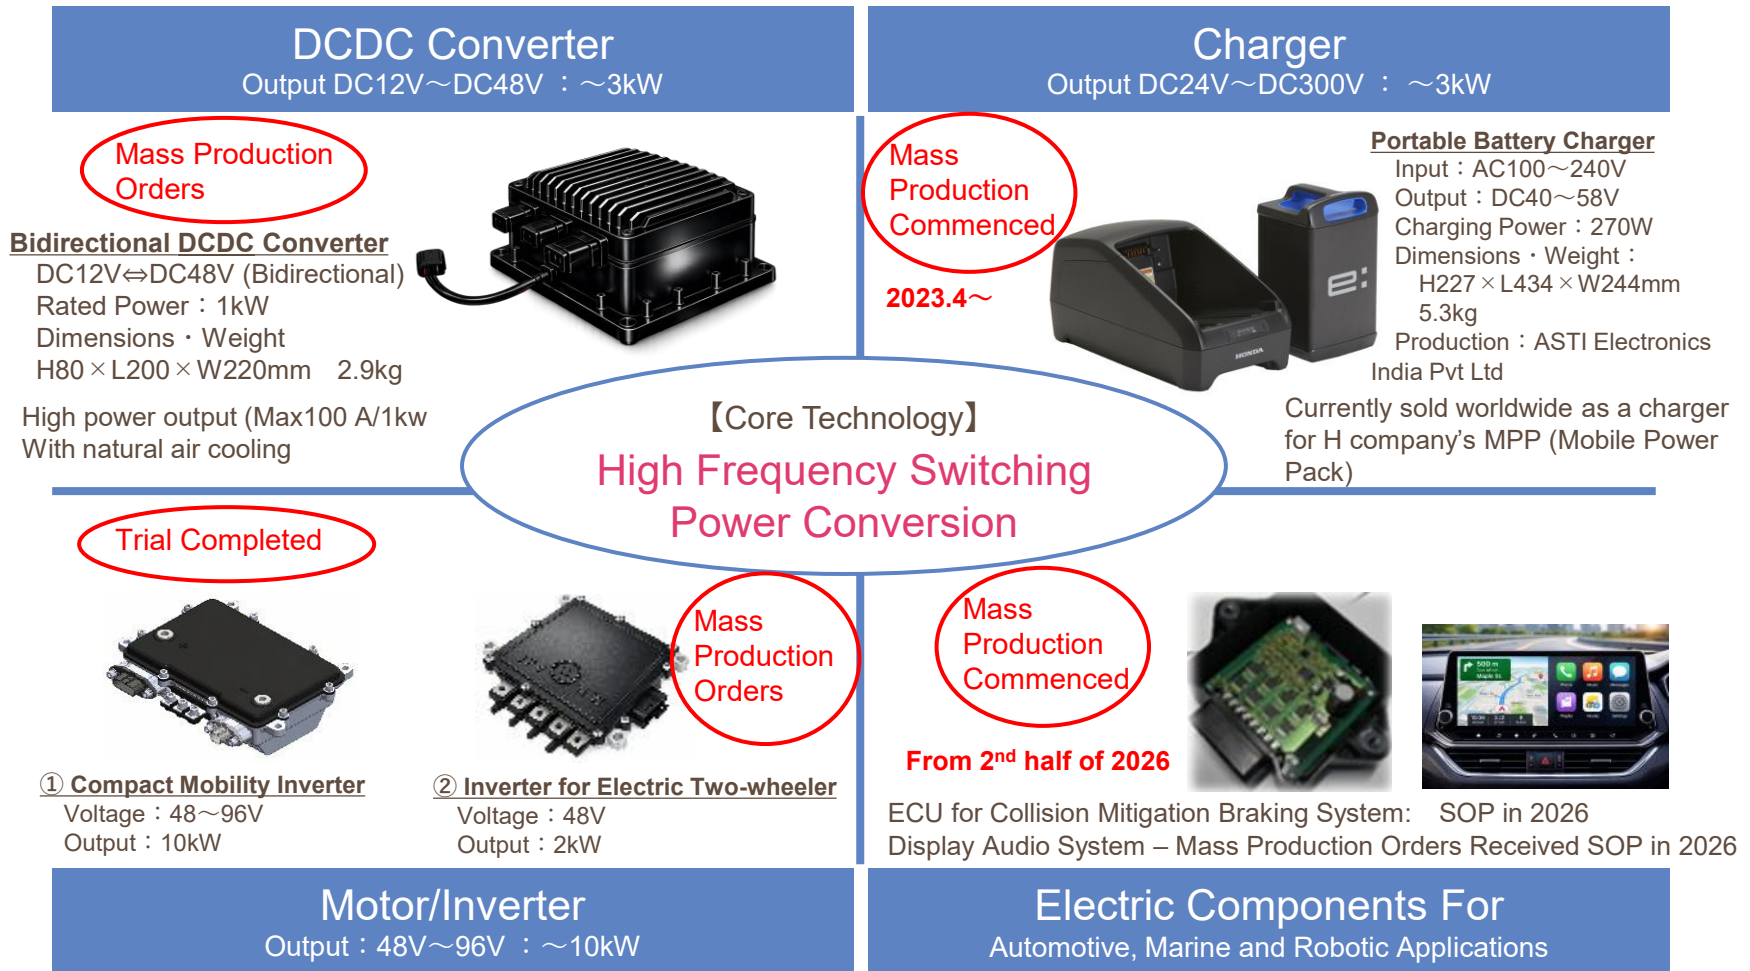 DCDC Converter
Output DC12V～DC48V ：～3kW
Charger
Output DC24V～DC300V ： ～3kW
Mass Production
Orders
Bidirectional DCDC Converter
DC12V⇔DC48V (Bidirectional)
Rated Power：1kW
Dimensions・Weight
H80×L200×W220mm　2.9kg
High power output (Max100 A/1kw
With natural air cooling
Mass
Production
Commenced
2023.4～
HONDA
e:
Portable Battery Charger
Input：AC100～240V
Output：DC40～58V
Charging Power：270W
Dimensions・Weight：
H227×L434×W244mm
5.3kg
Production：ASTI Electronics
India Pvt Ltd
Currently sold worldwide as a charger
for H company’s MPP (Mobile Power
Pack)
【Core Technology】
High Frequency Switching
Power Conversion
Trial Completed
① Compact Mobility Inverter
Voltage：48～96V
Output：10kW
Mass
Production
Orders
② Inverter for Electric Two-wheeler
Voltage：48V
Output：2kW
Mass
Production
Commenced
From 2nd half of 2026
500 m
Maple St.
ECU for Collision Mitigation Braking System:　SOP in 2026
Display Audio System – Mass Production Orders Received SOP in 2026
Motor/Inverter
Output：48V～96V ：～10kW
Electric Components For
Automotive, Marine and Robotic Applications